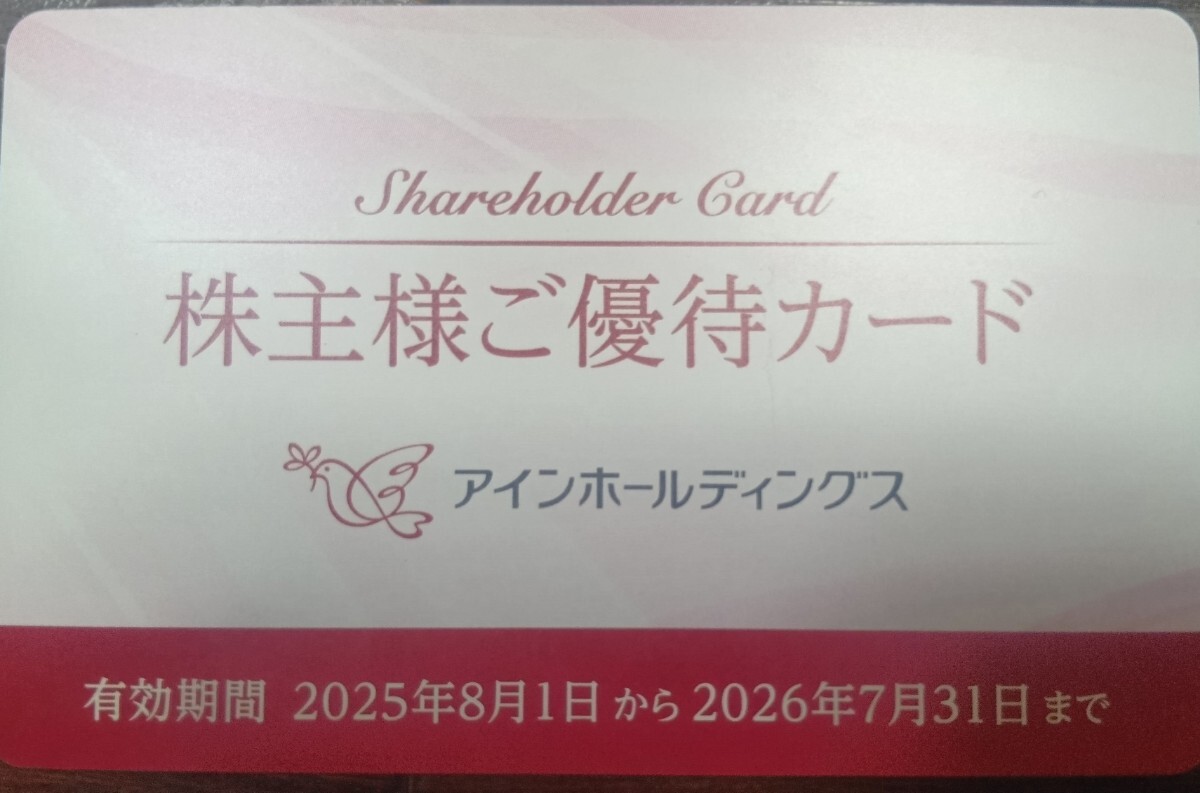 Shareholder Card
株主様ご優待カード
アインホールディングス
有効期間 2025年8月1日から2026年7月31日まで